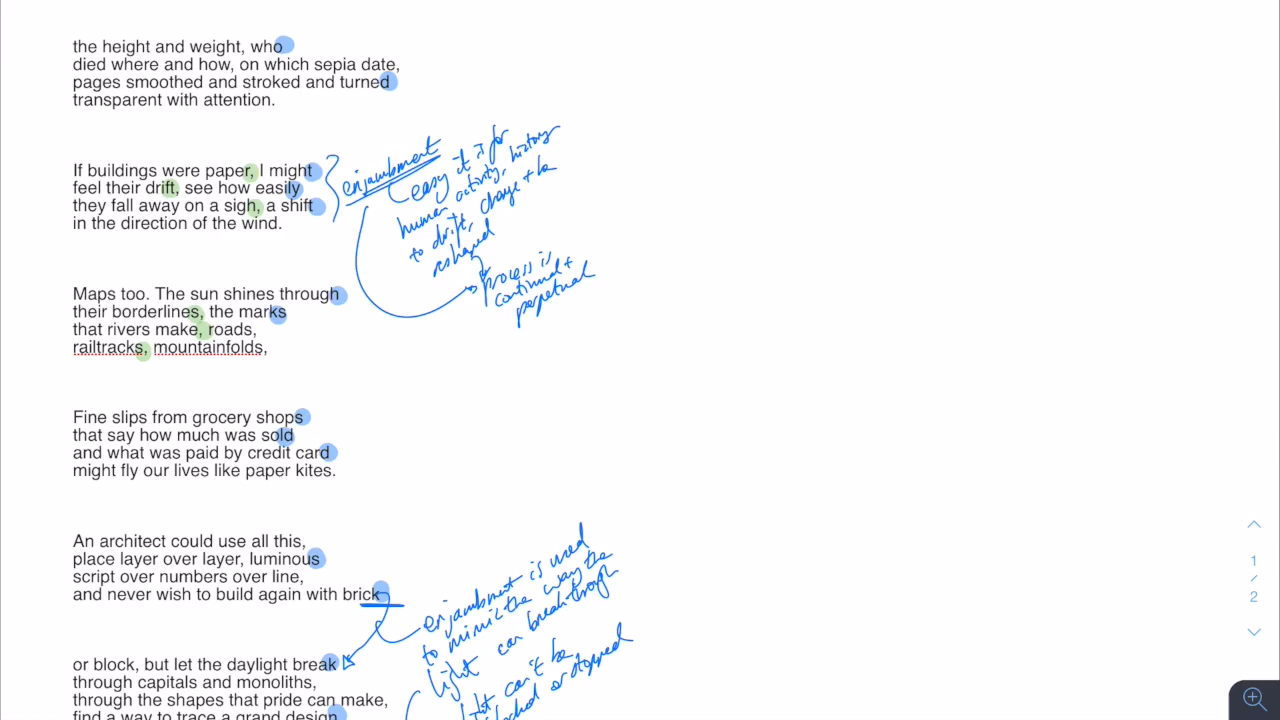 the height and weight, who
died where and how, on which sepia date,
pages smoothed and stroked and turned
transparent with attention.
If buildings were paper, I might
feel their drift, see how easily
they fall away on a sigh, a shift
in the direction of the wind.
enjambment
easy it is for
human activity, history
to drift, change + be
reshaped
process is
continual +
perpetual
Maps too. The sun shines through
their borderlines, the marks
that rivers make, roads,
railtracks, mountainfolds,
Fine slips from grocery shops
that say how much was sold
and what was paid by credit card
might fly our lives like paper kites.
An architect could use all this,
place layer over layer, luminous
script over numbers over line,
and never wish to build again with brick
enjambment is used
to mimic the way the
light can break through
light can't be
or stopped
or block, but let the daylight break
through capitals and monoliths,
through the shapes that pride can make,
find a way to trace a grand design
1
/
2